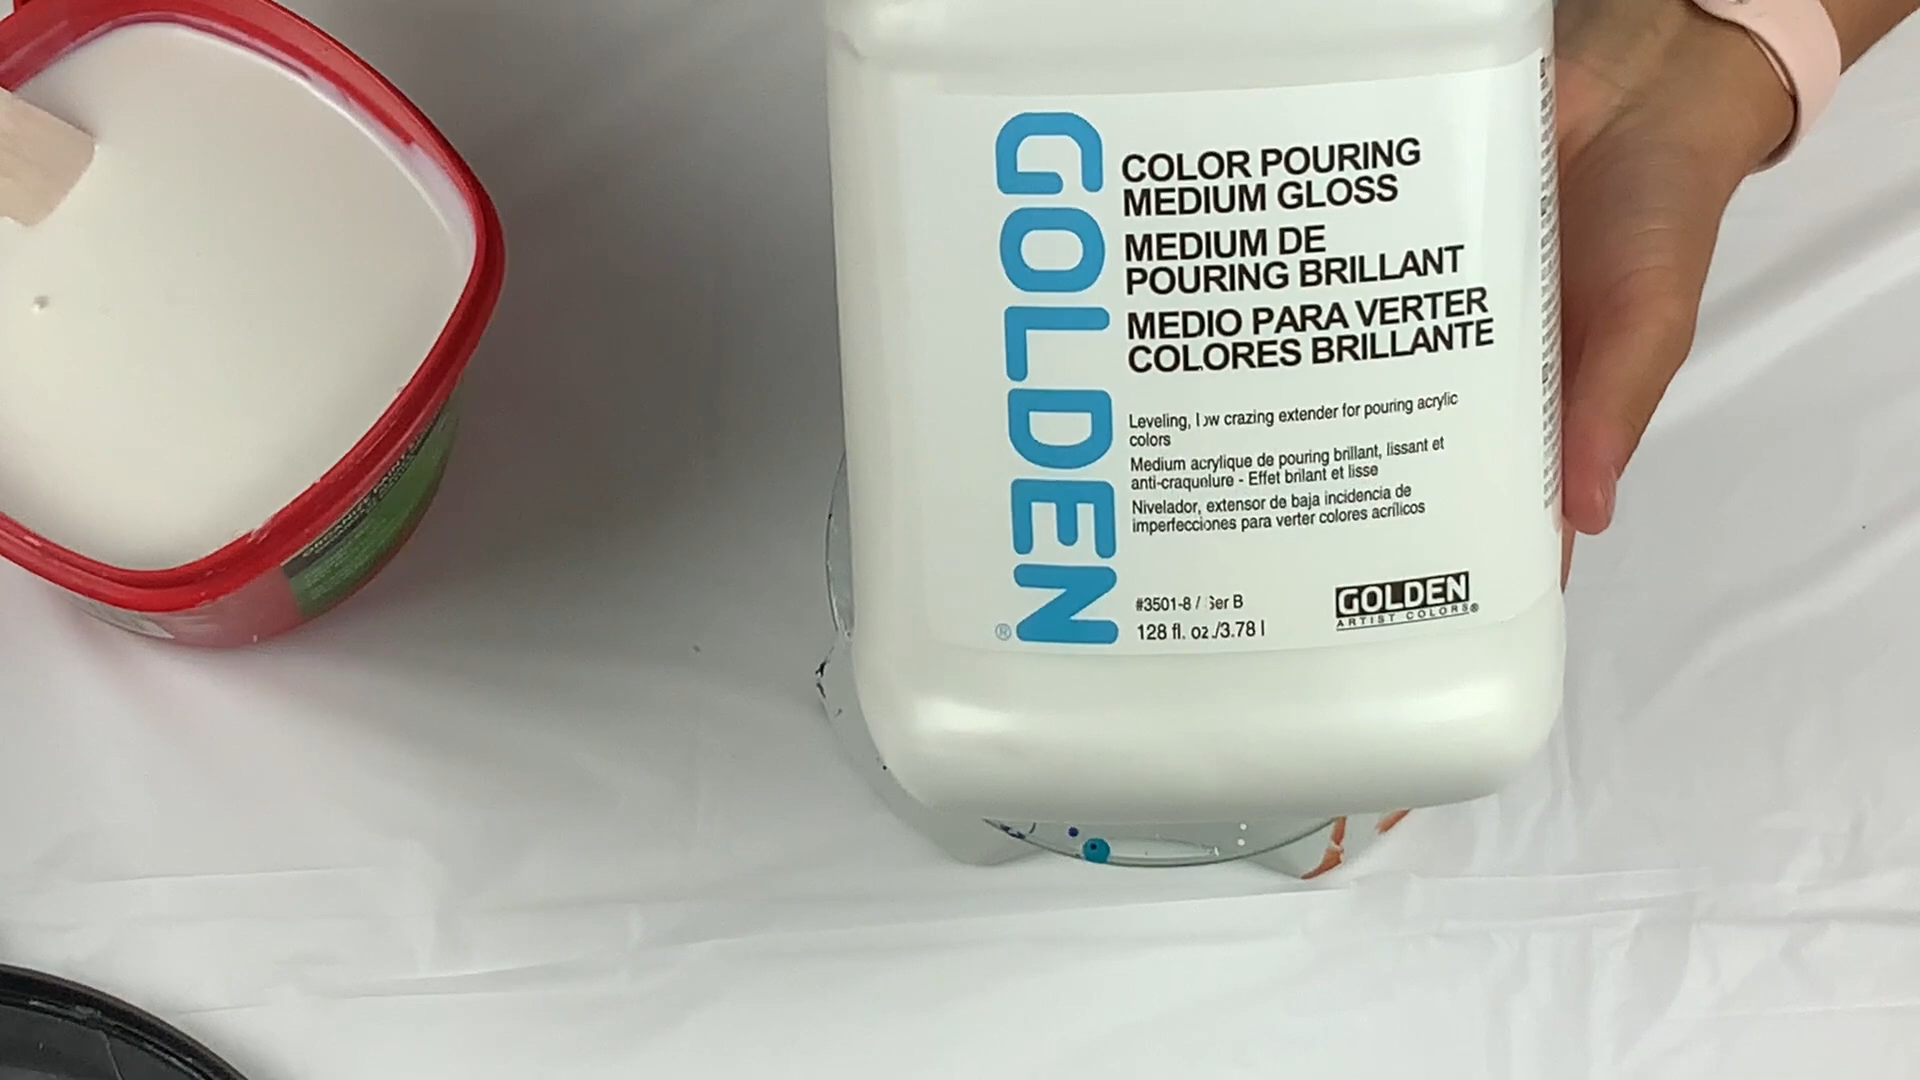 GOLDEN®
COLOR POURING
MEDIUM GLOSS
MEDIUM DE
POURING BRILLANT
MEDIO PARA VERTER
COLORES BRILLANTE
Leveling, low crazing extender for pouring acrylic
colors
Medium acrylique de pouring brillant, lissant et
anti-craquelure - Effet brilant et lisse
Nivelador, extensor de baja incidencia de
imperfecciones para verter colores acrílicos
#3501-8 / Ser B
128 fl. oz./3.78 l
GOLDEN
ARTIST COLORS®